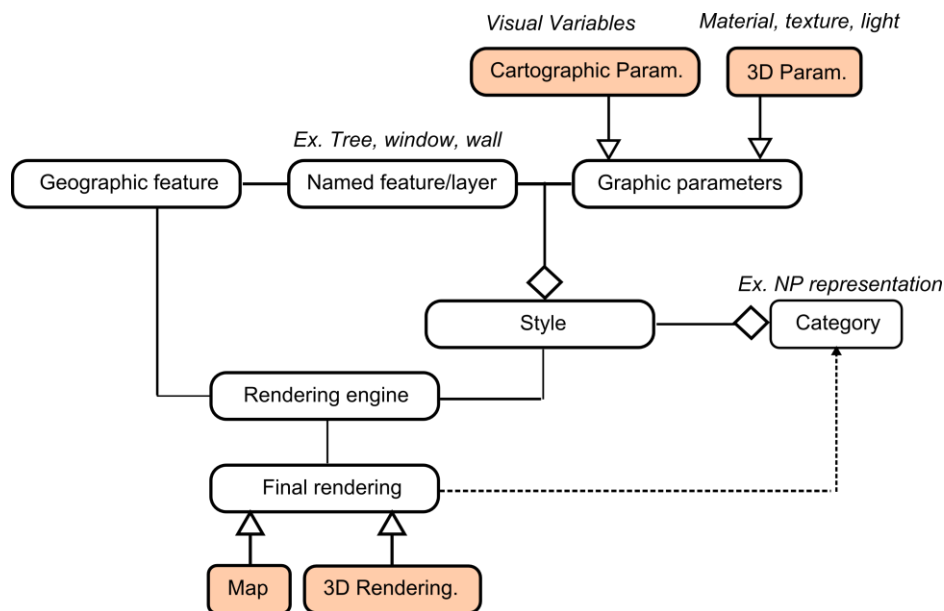 Visual Variables
Material, texture, light
Cartographic Param.
3D Param.
Ex. Tree, window, wall
Geographic feature
Named feature/layer
Graphic parameters
Ex. NP representation
Style
Category
Rendering engine
Final rendering
Map
3D Rendering.